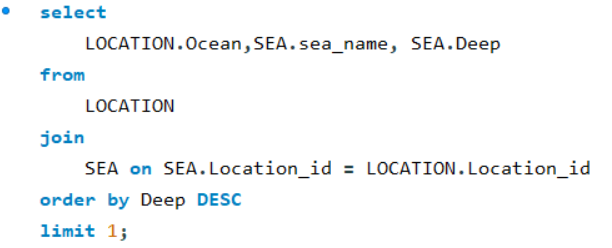 select
LOCATION.Ocean,SEA.sea_name, SEA.Deep
from
LOCATION
join
SEA on SEA.Location_id = LOCATION.Location_id
order by Deep DESC
limit 1;